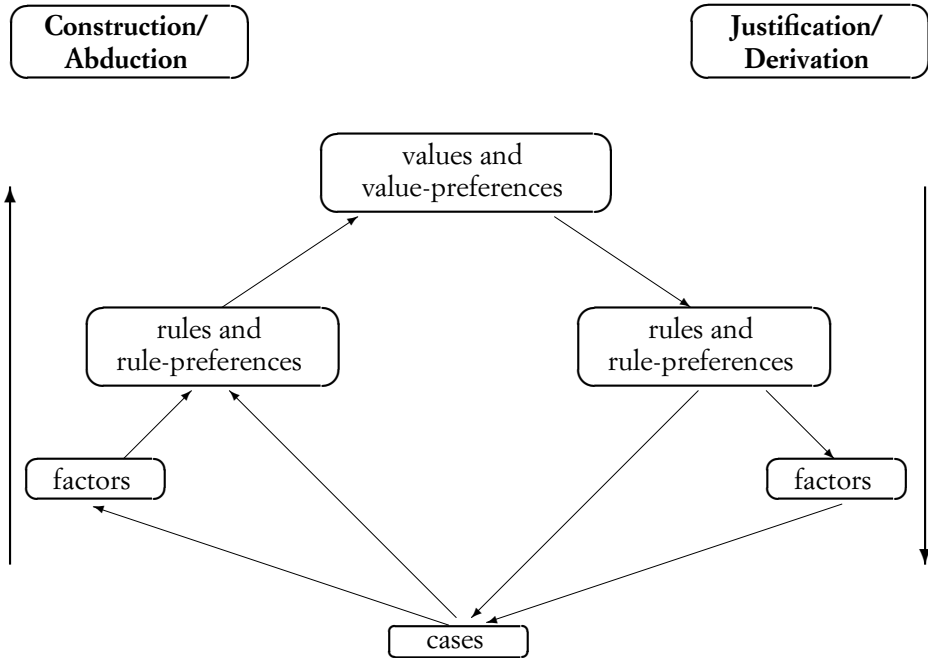 Construction/
Abduction
Justification/
Derivation
values and
value-preferences
rules and
rule-preferences
rules and
rule-preferences
factors
factors
cases